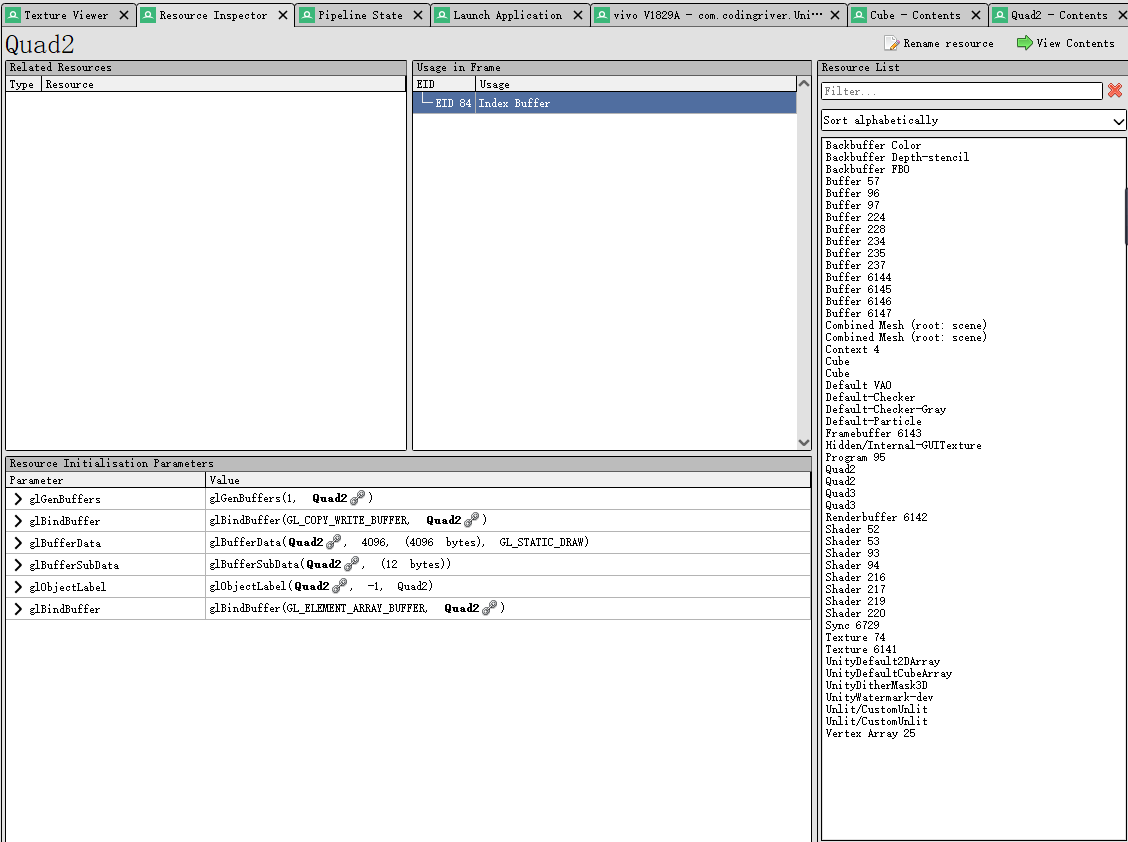 Texture Viewer
Resource Inspector
Pipeline State
Launch Application
vivo V1829A - com.codingriver.Uni···
Cube - Contents
Quad2 - Contents
Quad2
Rename resource
View Contents
Related Resources
Type Resource
Usage in Frame
EID Usage
EID 84 Index Buffer
Resource Initialisation Parameters
Parameter Value
glGenBuffers glGenBuffers(1, Quad2 )
glBindBuffer glBindBuffer(GL_COPY_WRITE_BUFFER, Quad2 )
glBufferData glBufferData(Quad2 , 4096, (4096 bytes), GL_STATIC_DRAW)
glBufferSubData glBufferSubData(Quad2 , (12 bytes))
glObjectLabel glObjectLabel(Quad2 , -1, Quad2)
glBindBuffer glBindBuffer(GL_ELEMENT_ARRAY_BUFFER, Quad2 )
Resource List
Filter...
Sort alphabetically
Backbuffer Color
Backbuffer Depth-stencil
Backbuffer FBO
Buffer 57
Buffer 96
Buffer 97
Buffer 224
Buffer 228
Buffer 234
Buffer 235
Buffer 237
Buffer 6144
Buffer 6145
Buffer 6146
Buffer 6147
Combined Mesh (root: scene)
Combined Mesh (root: scene)
Context 4
Cube
Cube
Default VAO
Default-Checker
Default-Checker-Gray
Default-Particle
Framebuffer 6143
Hidden/Internal-GUITexture
Program 95
Quad2
Quad2
Quad3
Quad3
Renderbuffer 6142
Shader 52
Shader 53
Shader 93
Shader 94
Shader 216
Shader 217
Shader 219
Shader 220
Sync 6729
Texture 74
Texture 6141
UnityDefault2DArray
UnityDefaultCubeArray
UnityDitherMask3D
UnityWatermark-dev
Unlit/CustomUnlit
Unlit/CustomUnlit
Vertex Array 25